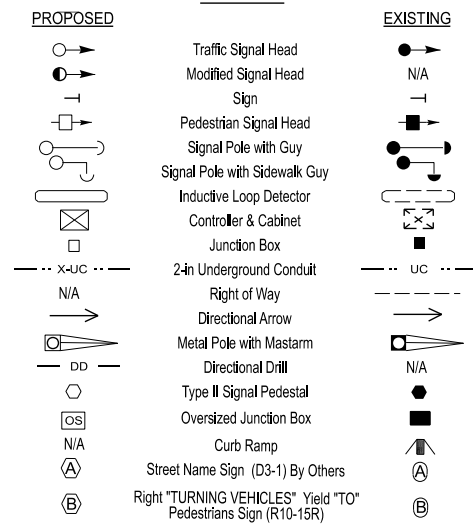 PROPOSED EXISTING
Traffic Signal Head
Modified Signal Head N/A
Sign
Pedestrian Signal Head
Signal Pole with Guy
Signal Pole with Sidewalk Guy
Inductive Loop Detector
Controller & Cabinet
Junction Box
X-UC 2-in Underground Conduit UC
N/A Right of Way
Directional Arrow
Metal Pole with Mastarm
DD Directional Drill N/A
Type II Signal Pedestal
OS Oversized Junction Box
N/A Curb Ramp
A Street Name Sign (D3-1) By Others A
Right "TURNING VEHICLES" Yield "TO"
B Pedestrians Sign (R10-15R) B